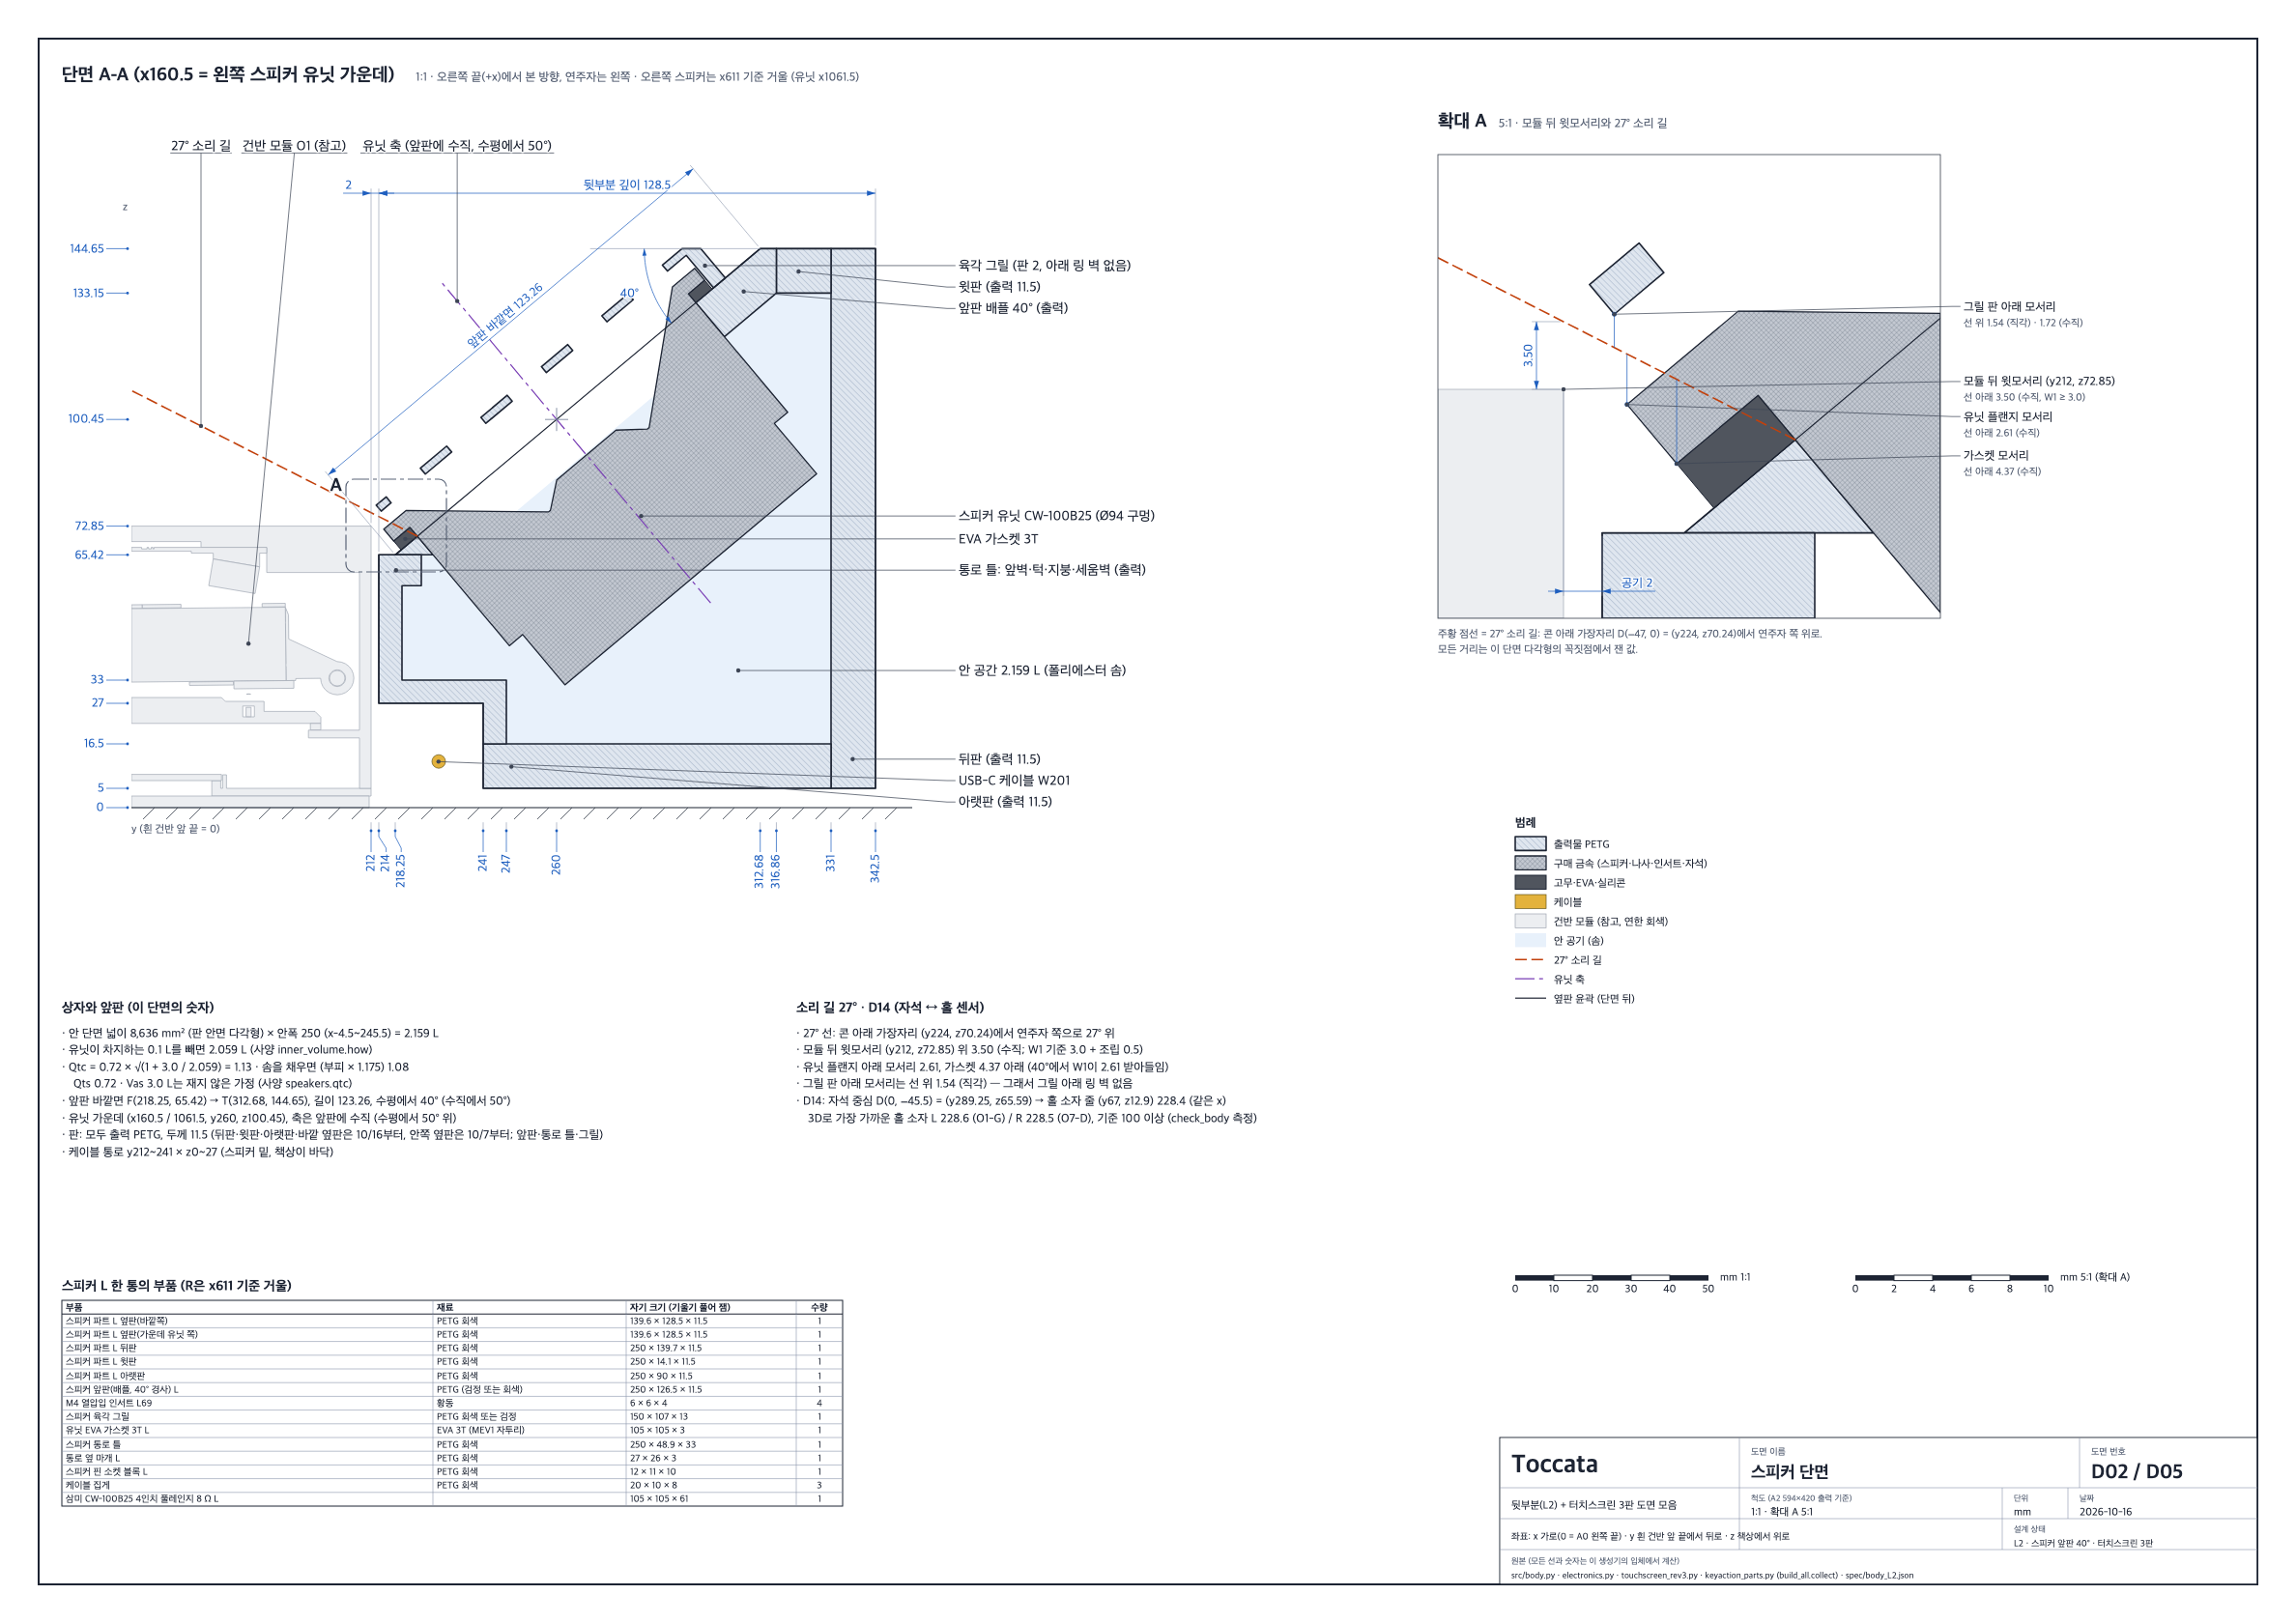 단면 A-A (x160.5 = 왼쪽 스피커 유닛 가운데)
1:1 · 오른쪽 끝(+x)에서 본 방향, 연주자는 왼쪽 · 오른쪽 스피커는 x611 기준 거울 (유닛 x1061.5)
27° 소리 길
건반 모듈 O1 (참고)
유닛 축 (앞판에 수직, 수평에서 50°)
2
뒷부분 깊이 128.5
z
144.65
133.15
100.45
72.85
65.42
33
27
16.5
5
0
앞판 바깥면 123.26
40°
A
육각 그릴 (판 2, 아래 링 벽 없음)
윗판 (출력 11.5)
앞판 배플 40° (출력)
스피커 유닛 CW-100B25 (Ø94 구멍)
EVA 가스켓 3T
통로 틀: 앞벽·턱·지붕·세움벽 (출력)
안 공간 2.159 L (폴리에스터 솜)
뒤판 (출력 11.5)
USB-C 케이블 W201
아랫판 (출력 11.5)
y (흰 건반 앞 끝 = 0)
212
214
218.25
241
247
260
312.68
316.86
331
342.5
확대 A
5:1 · 모듈 뒤 윗모서리와 27° 소리 길
3.50
공기 2
그릴 판 아래 모서리
선 위 1.54 (직각) · 1.72 (수직)
모듈 뒤 윗모서리 (y212, z72.85)
선 아래 3.50 (수직, W1 ≥ 3.0)
유닛 플랜지 모서리
선 아래 2.61 (수직)
가스켓 모서리
선 아래 4.37 (수직)
주황 점선 = 27° 소리 길: 콘 아래 가장자리 D(−47, 0) = (y224, z70.24)에서 연주자 쪽 위로.
모든 거리는 이 단면 다각형의 꼭짓점에서 잰 값.
범례
출력물 PETG
구매 금속 (스피커·나사·인서트·자석)
고무·EVA·실리콘
케이블
건반 모듈 (참고, 연한 회색)
안 공기 (솜)
27° 소리 길
유닛 축
옆판 윤곽 (단면 뒤)
상자와 앞판 (이 단면의 숫자)
· 안 단면 넓이 8,636 mm² (판 안면 다각형) × 안폭 250 (x-4.5~245.5) = 2.159 L
· 유닛이 차지하는 0.1 L를 빼면 2.059 L (사양 inner_volume.how)
· Qtc = 0.72 × √(1 + 3.0 / 2.059) = 1.13 · 솜을 채우면 (부피 × 1.175) 1.08
Qts 0.72 · Vas 3.0 L는 재지 않은 가정 (사양 speakers.qtc)
· 앞판 바깥면 F(218.25, 65.42) → T(312.68, 144.65), 길이 123.26, 수평에서 40° (수직에서 50°)
· 유닛 가운데 (x160.5 / 1061.5, y260, z100.45), 축은 앞판에 수직 (수평에서 50° 위)
· 판: 모두 출력 PETG, 두께 11.5 (뒤판·윗판·아랫판·바깥 옆판은 10/16부터, 안쪽 옆판은 10/7부터; 앞판·통로 틀·그릴)
· 케이블 통로 y212~241 × z0~27 (스피커 밑, 책상이 바닥)
소리 길 27° · D14 (자석 ↔ 홀 센서)
· 27° 선: 콘 아래 가장자리 (y224, z70.24)에서 연주자 쪽으로 27° 위
· 모듈 뒤 윗모서리 (y212, z72.85) 위 3.50 (수직; W1 기준 3.0 + 조립 0.5)
· 유닛 플랜지 아래 모서리 2.61, 가스켓 4.37 아래 (40°에서 W1이 2.61 받아들임)
· 그릴 판 아래 모서리는 선 위 1.54 (직각) — 그래서 그릴 아래 링 벽 없음
· D14: 자석 중심 D(0, −45.5) = (y289.25, z65.59) → 홀 소자 줄 (y67, z12.9) 228.4 (같은 x)
3D로 가장 가까운 홀 소자 L 228.6 (O1-G) / R 228.5 (O7-D), 기준 100 이상 (check_body 측정)
스피커 L 한 통의 부품 (R은 x611 기준 거울)
부품 재료 자기 크기 (기울기 풀어 잼) 수량
스피커 파트 L 옆판(바깥쪽) PETG 회색 139.6 × 128.5 × 11.5 1
스피커 파트 L 옆판(가운데 유닛 쪽) PETG 회색 139.6 × 128.5 × 11.5 1
스피커 파트 L 뒤판 PETG 회색 250 × 139.7 × 11.5 1
스피커 파트 L 윗판 PETG 회색 250 × 14.1 × 11.5 1
스피커 파트 L 아랫판 PETG 회색 250 × 90 × 11.5 1
스피커 앞판(배플, 40° 경사) L PETG (검정 또는 회색) 250 × 126.5 × 11.5 1
M4 열압입 인서트 L69 황동 6 × 6 × 4 4
스피커 육각 그릴 PETG 회색 또는 검정 150 × 107 × 13 1
유닛 EVA 가스켓 3T L EVA 3T (MEV1 자투리) 105 × 105 × 3 1
스피커 통로 틀 PETG 회색 250 × 48.9 × 33 1
통로 옆 마개 L PETG 회색 27 × 26 × 3 1
스피커 핀 소켓 블록 L PETG 회색 12 × 11 × 10 1
케이블 집게 PETG 회색 20 × 10 × 8 3
삼미 CW-100B25 4인치 풀레인지 8 Ω L 105 × 105 × 61 1
0 10 20 30 40 50 mm 1:1
0 2 4 6 8 10 mm 5:1 (확대 A)
Toccata
도면 이름
스피커 단면
도면 번호
D02 / D05
뒷부분(L2) + 터치스크린 3판 도면 모음
척도 (A2 594×420 출력 기준)
1:1 · 확대 A 5:1
단위
mm
날짜
2026-10-16
좌표: x 가로(0 = A0 왼쪽 끝) · y 흰 건반 앞 끝에서 뒤로 · z 책상에서 위로
설계 상태
L2 · 스피커 앞판 40° · 터치스크린 3판
원본 (모든 선과 숫자는 이 생성기의 입체에서 계산)
src/body.py · electronics.py · touchscreen_rev3.py · keyaction_parts.py (build_all.collect) · spec/body_L2.json